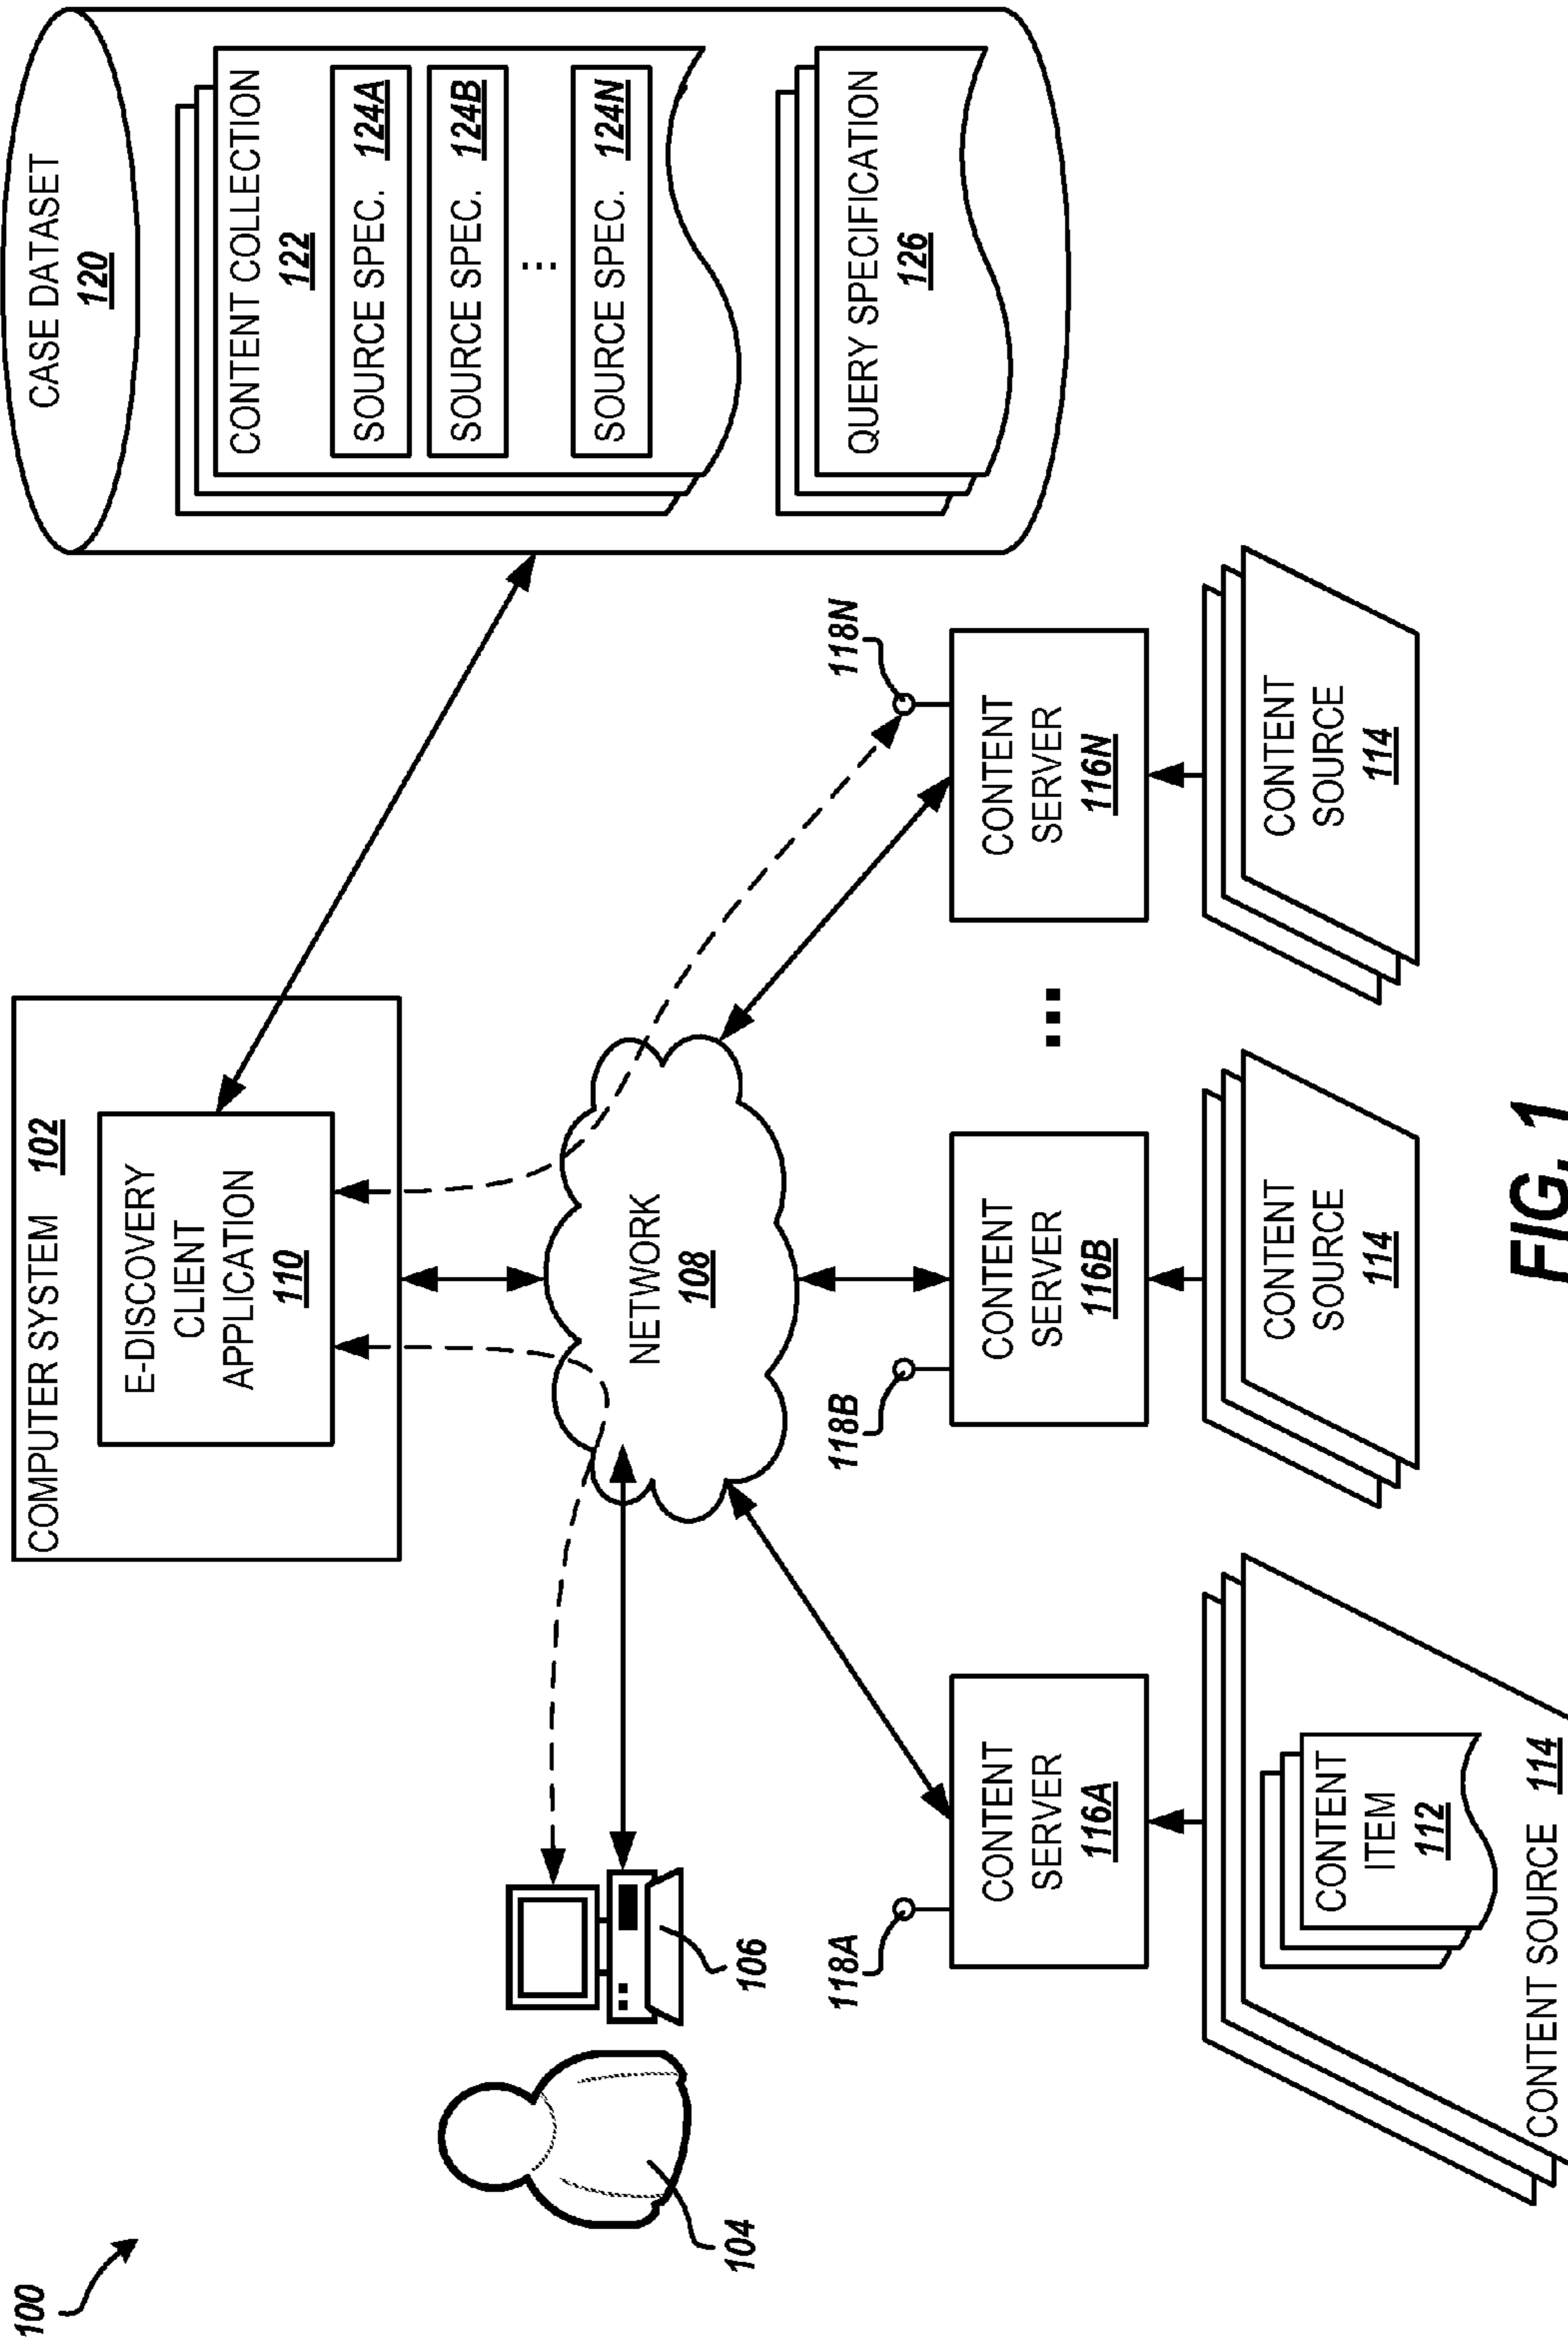 100
COMPUTER SYSTEM 102
E-DISCOVERY
CLIENT
APPLICATION
110
CASE DATASET
120
CONTENT COLLECTION
122
SOURCE SPEC. 124A
SOURCE SPEC. 124B
...
SOURCE SPEC. 124N
QUERY SPECIFICATION
126
104
106
NETWORK
108
118A
118B
118N
CONTENT
SERVER
116A
CONTENT
SERVER
116B
...
CONTENT
SERVER
116N
CONTENT
ITEM
112
CONTENT SOURCE 114
CONTENT
SOURCE
114
CONTENT
SOURCE
114
FIG. 1